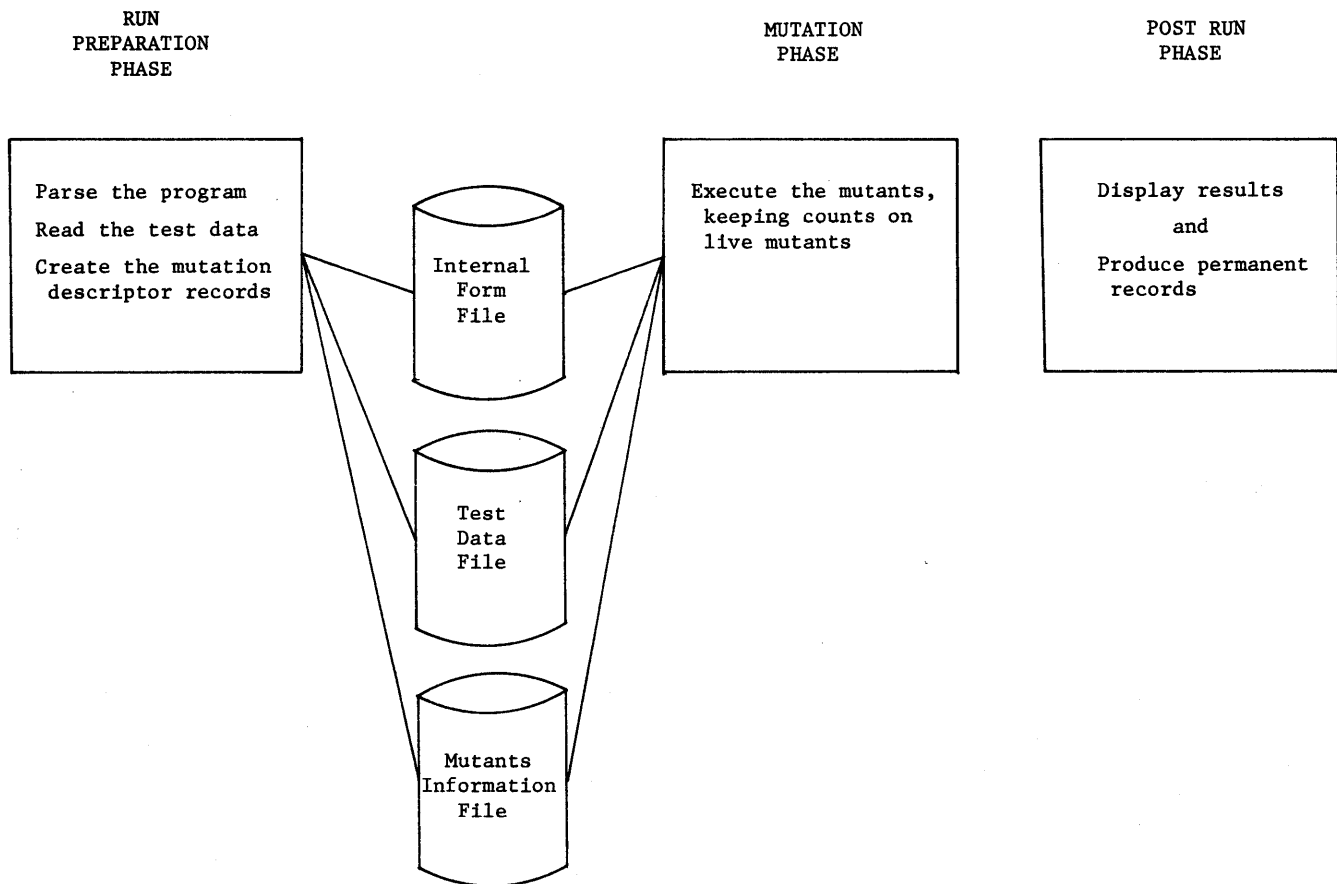 RUN
PREPARATION
PHASE
MUTATION
PHASE
POST RUN
PHASE
Parse the program
Read the test data
Create the mutation
descriptor records
Internal
Form
File
Test
Data
File
Mutants
Information
File
Execute the mutants,
keeping counts on
live mutants
Display results
and
Produce permanent
records